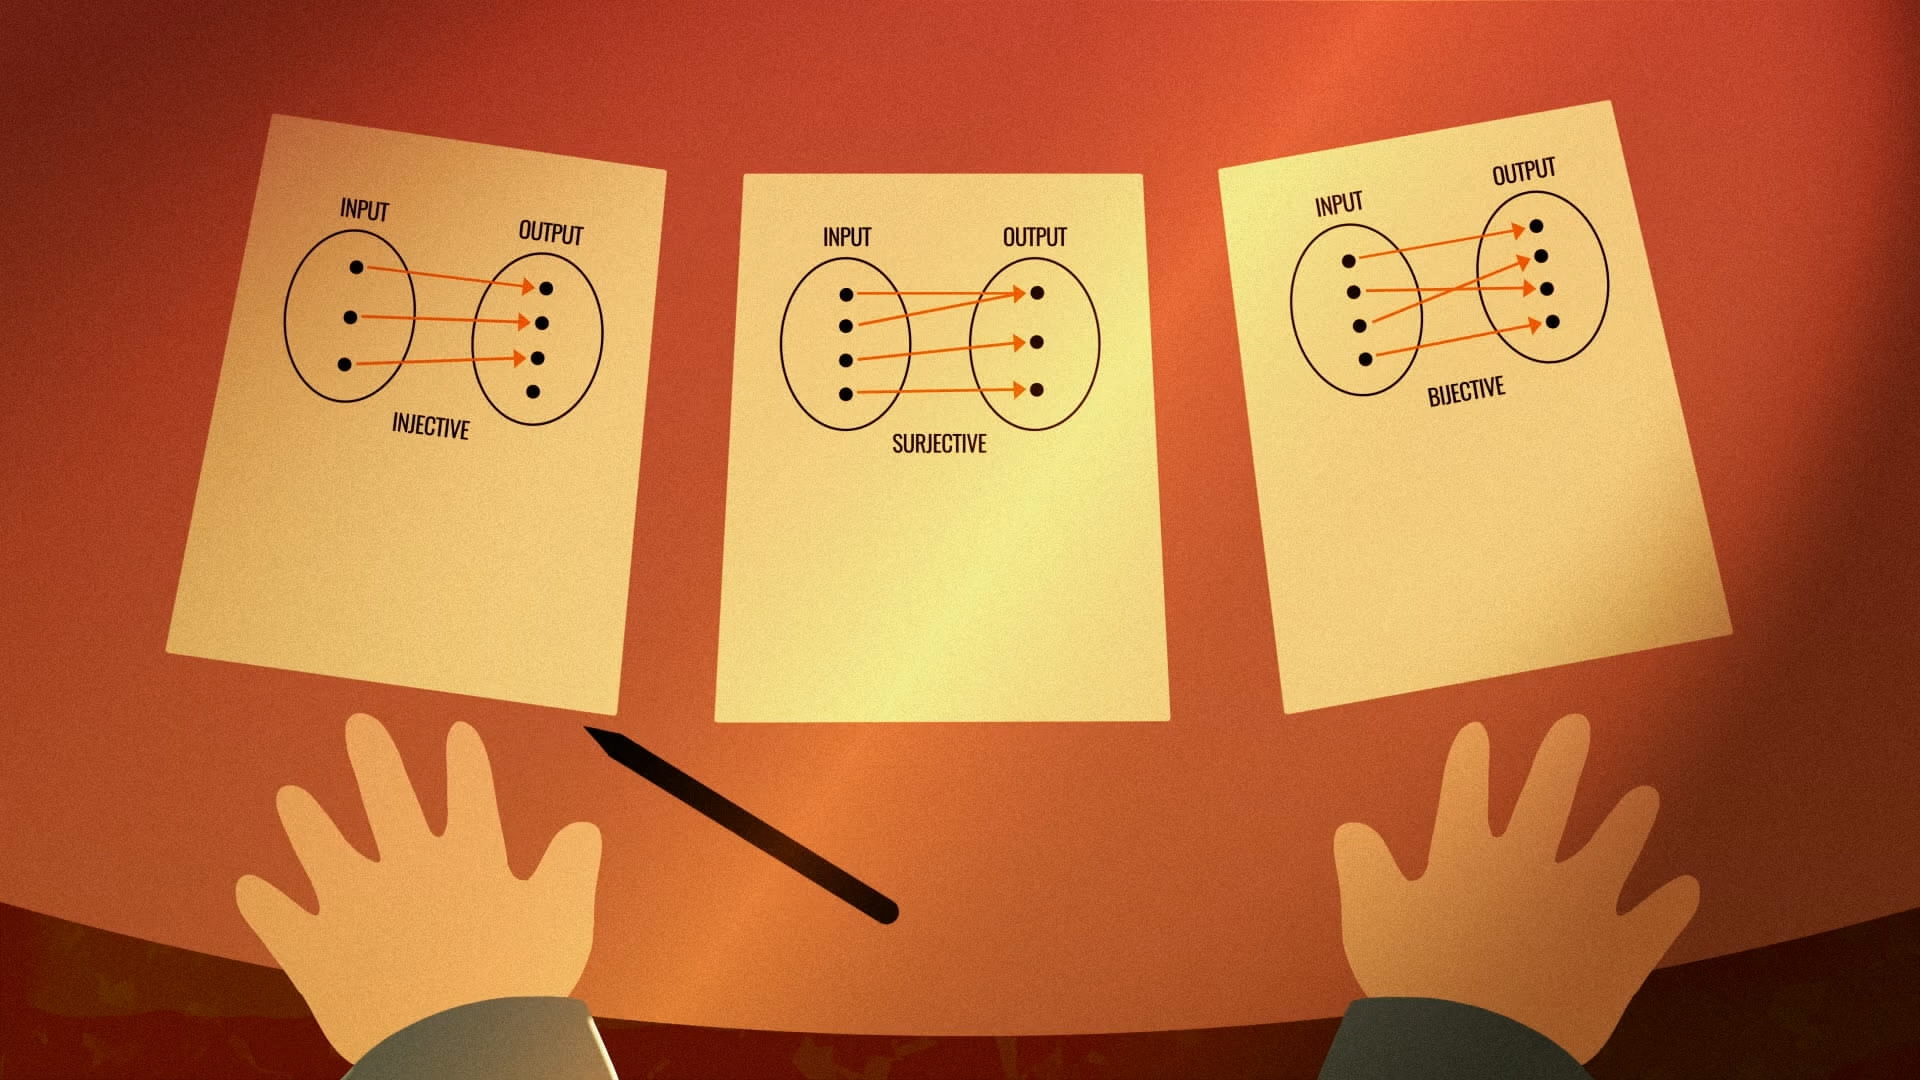 INPUT
OUTPUT
INJECTIVE
INPUT
OUTPUT
SURJECTIVE
INPUT
OUTPUT
BIJECTIVE